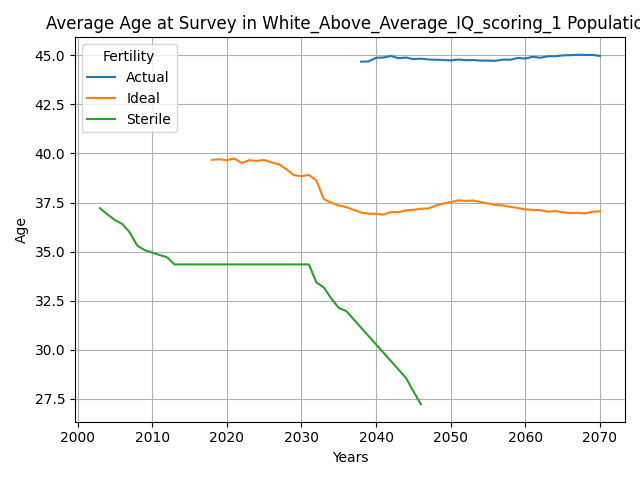 Average Age at Survey in White_Above_Average_IQ_scoring_1 Populatio
Fertility
Actual
Ideal
Sterile
Age
45.0
42.5
40.0
37.5
35.0
32.5
30.0
27.5
2000 2010 2020 2030 2040 2050 2060 2070
Years